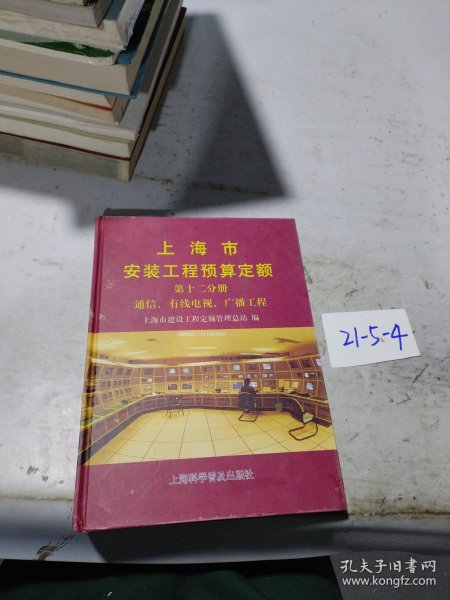 上海市
安装工程预算定额
第十二分册
通信、有线电视、广播工程
上海市建设工程定额管理总站 编
上海科学普及出版社
21-5-4
孔夫子旧书网
www.kongfz.com